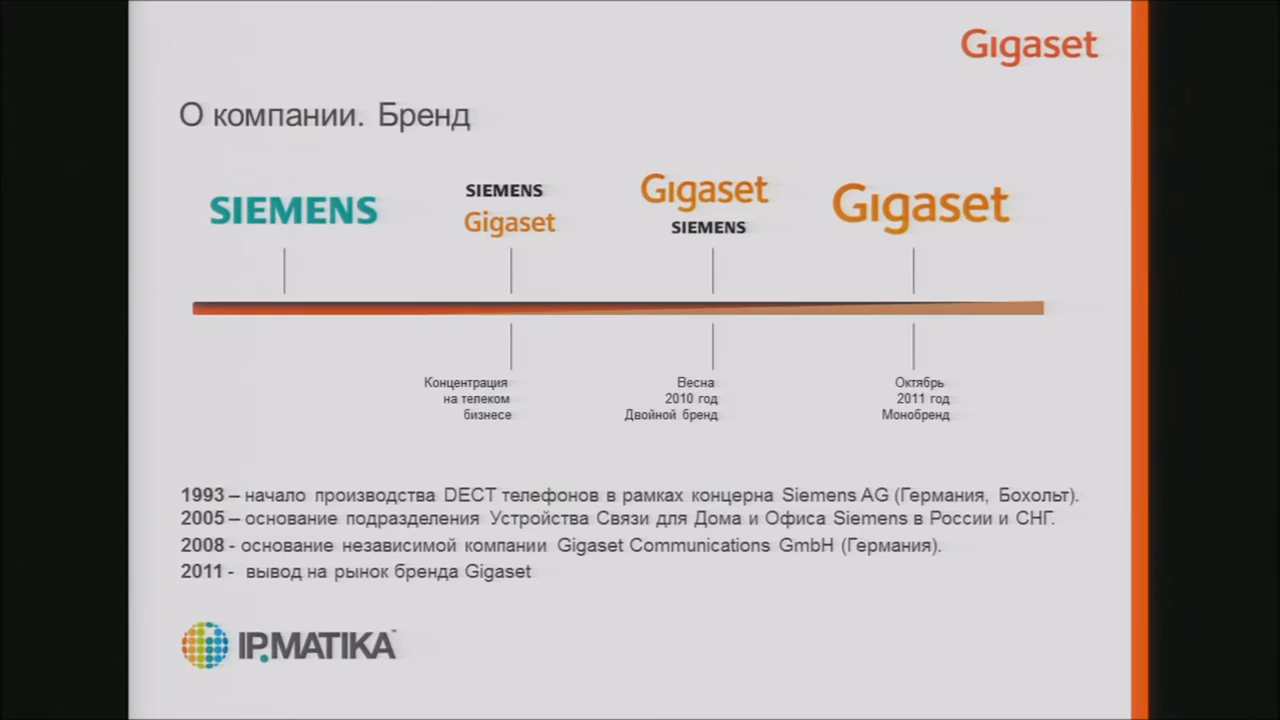 Gigaset
О компании. Бренд
SIEMENS
SIEMENS
Gigaset
Gigaset
SIEMENS
Gigaset
Концентрация
на телеком
бизнесе
Весна
2010 год
Двойной бренд
Октябрь
2011 год
Монобренд
1993 – начало производства DECT телефонов в рамках концерна Siemens AG (Германия, Бохольт).
2005 – основание подразделения Устройства Связи для Дома и Офиса Siemens в России и СНГ.
2008 - основание независимой компании Gigaset Communications GmbH (Германия).
2011 - вывод на рынок бренда Gigaset
IP.MATIKA™